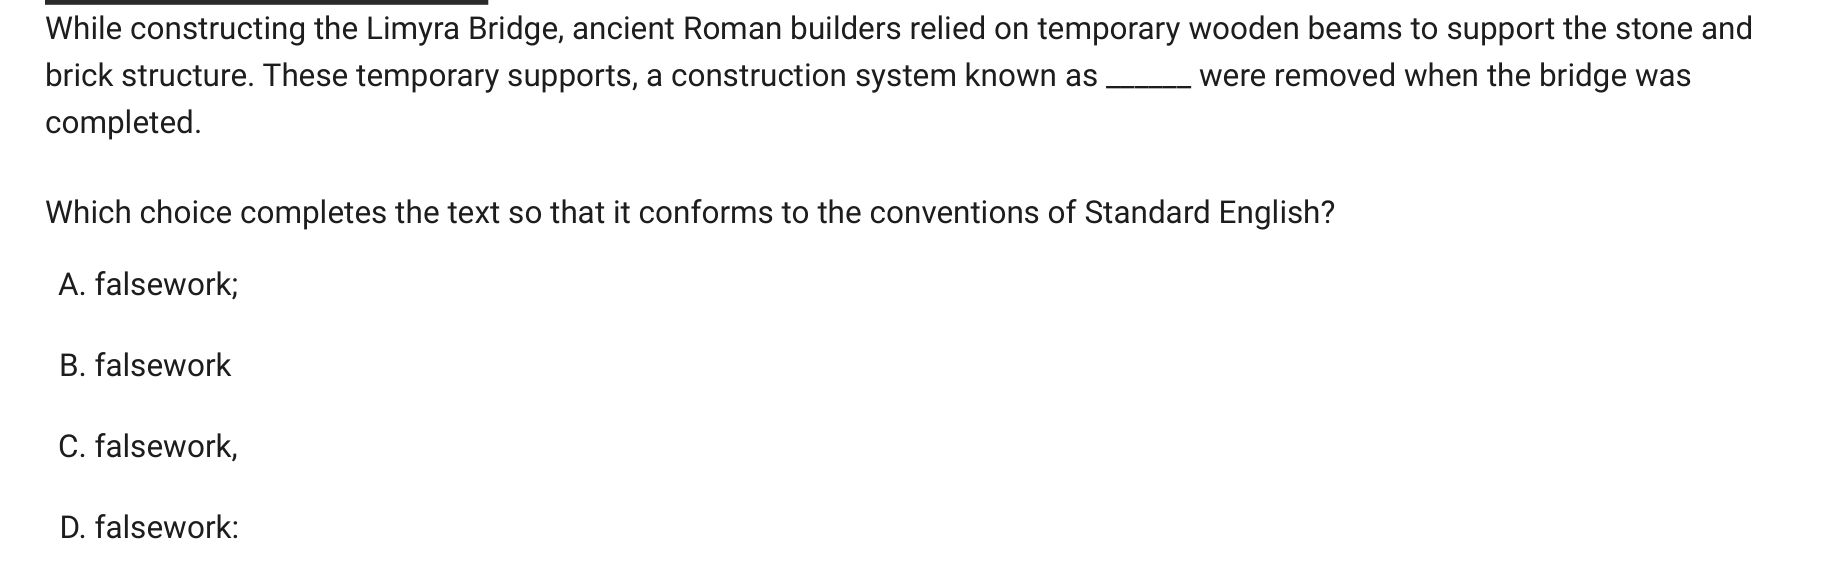 While constructing the Limyra Bridge, ancient Roman builders relied on temporary wooden beams to support the stone and
brick structure. These temporary supports, a construction system known as ______ were removed when the bridge was
completed.
Which choice completes the text so that it conforms to the conventions of Standard English?
A. falsework;
B. falsework
C. falsework,
D. falsework: